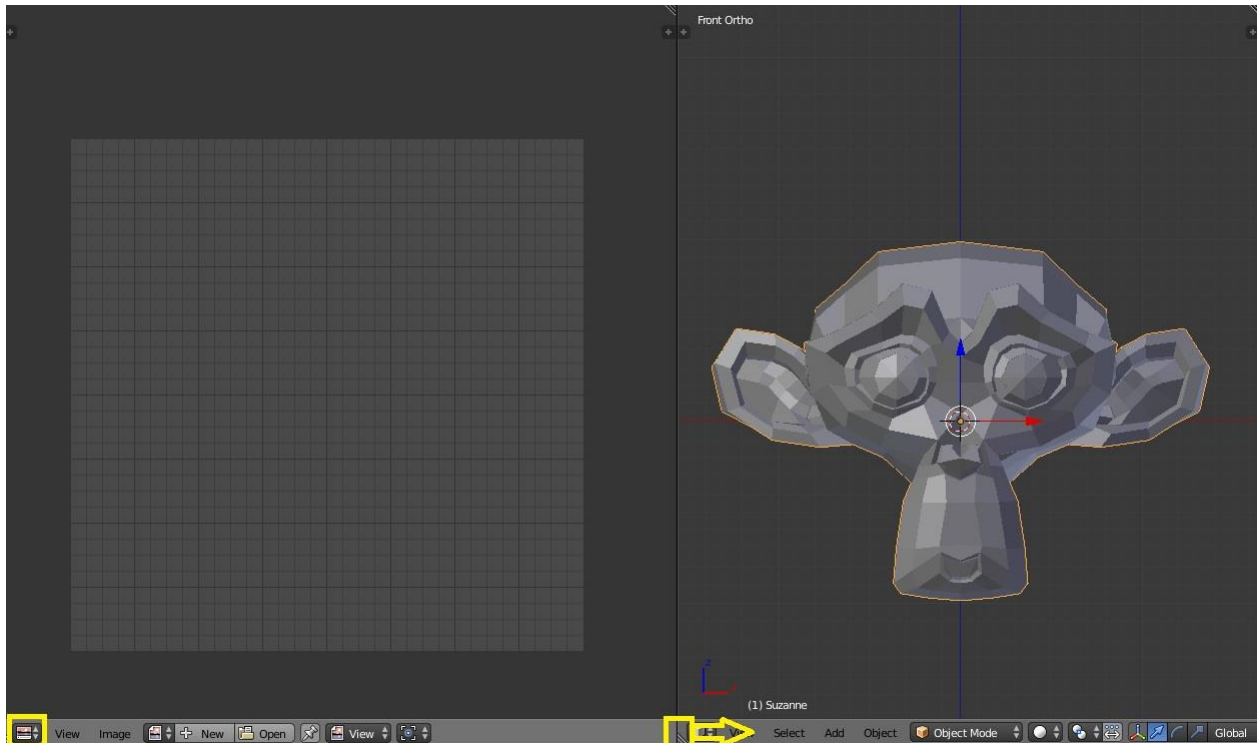 Front Ortho
z
(1) Suzanne
View Image New Open View
Select Add Object Object Mode Global